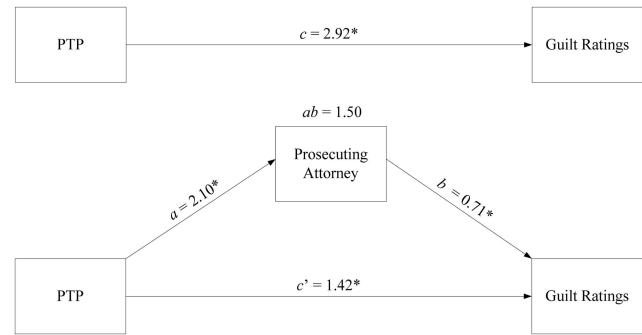 PTP
c = 2.92*
Guilt Ratings
ab = 1.50
Prosecuting
Attorney
a = 2.10*
b = 0.71*
PTP
c’ = 1.42*
Guilt Ratings